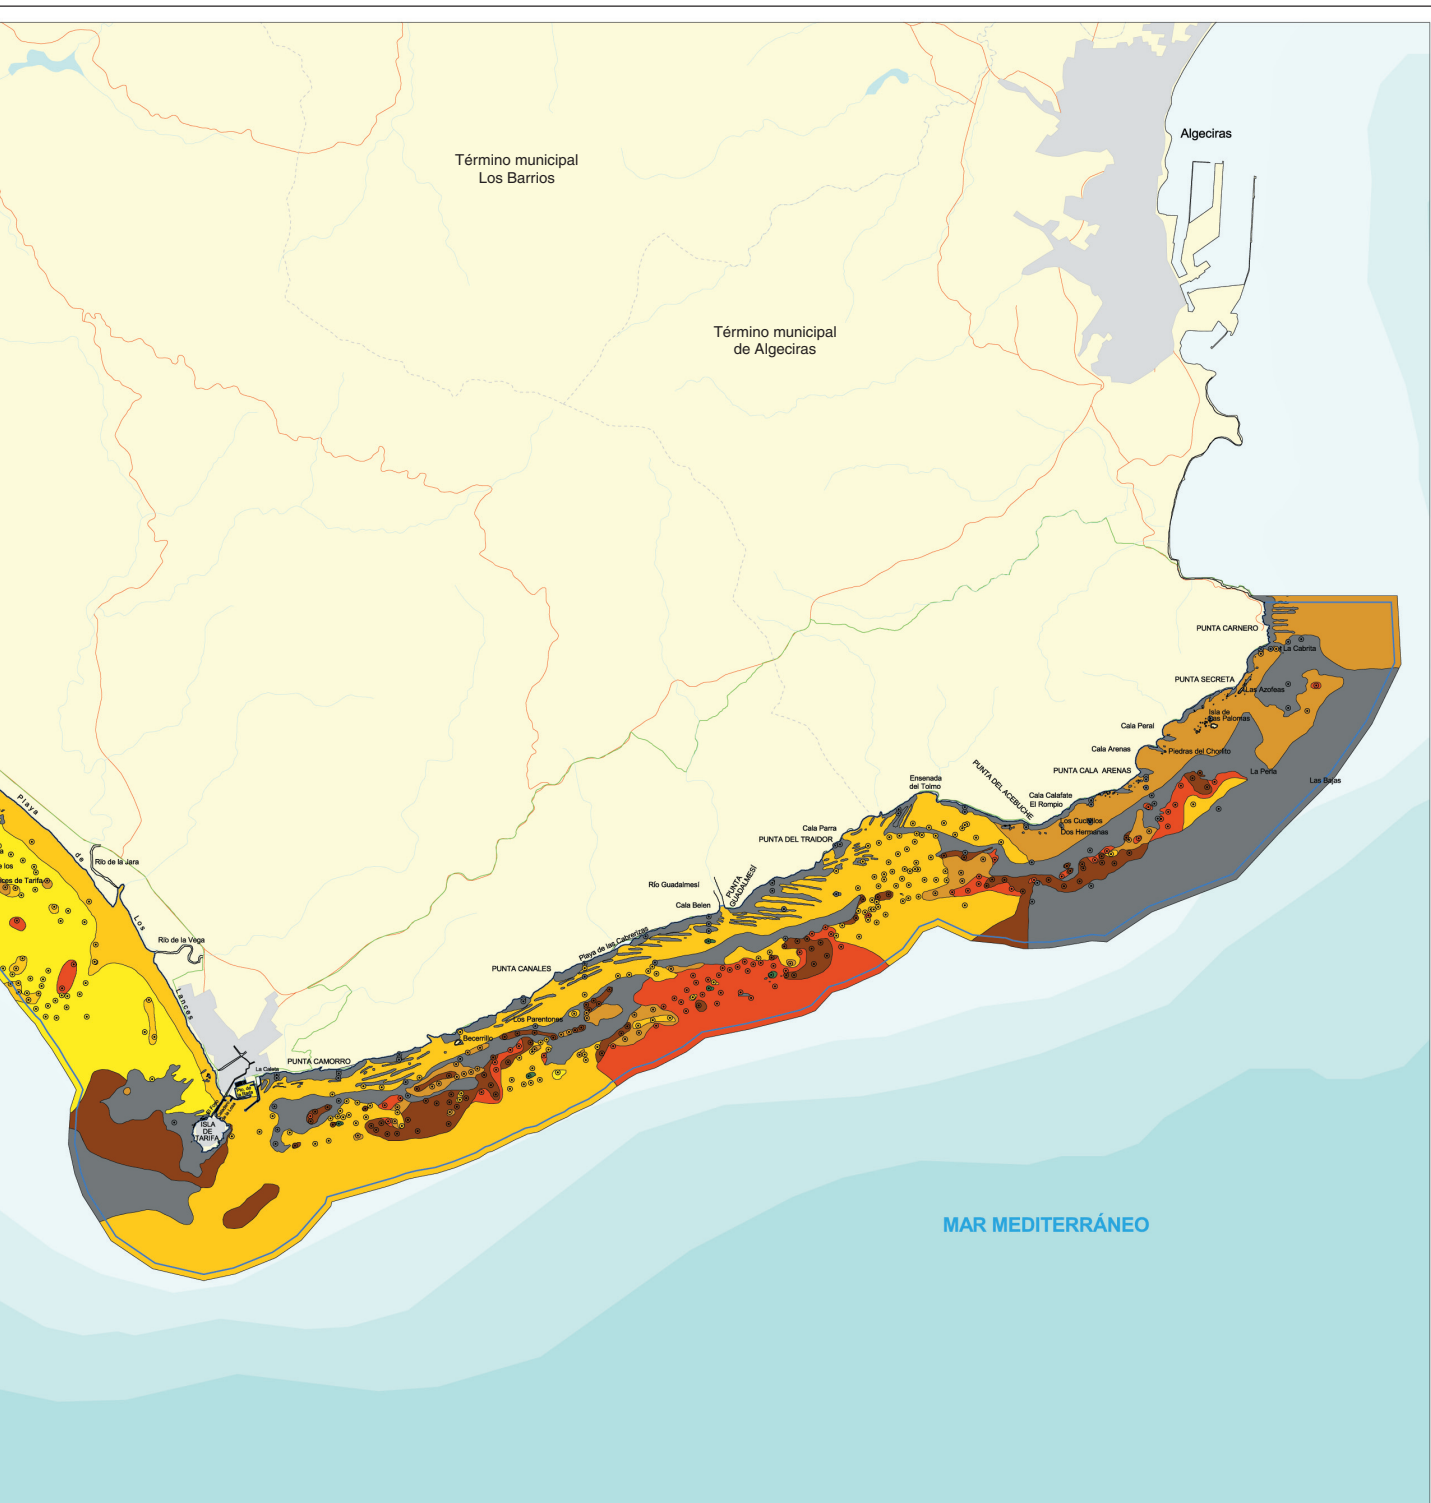 Algeciras
Término municipal
Los Barrios
Término municipal
de Algeciras
PUNTA CARNERO
La Cabrita
PUNTA SECRETA
Las Azofeas
Isla de
Las Palomas
Cala Peral
Cala Arenas
Piedras del Chorlito
PUNTA CALA ARENAS
La Perla
Las Bajas
PUNTA DEL ACEBUCHE
Cala Calafate
El Rompio
Los Cuchillos
Dos Hermanas
Ensenada
del Tolmo
Cala Parra
PUNTA DEL TRAIDOR
Río Guadalmesí
PUNTA
GUADALMESÍ
Cala Belen
Playa de las Cabrerizas
PUNTA CANALES
Los Parentones
Becerrillo
PUNTA CAMORRO
La Caleta
Playa de Los Lances
Río de la Jara
de los
de Tarifa
Río de la Vega
ISLA
DE
TARIFA
MAR MEDITERRÁNEO